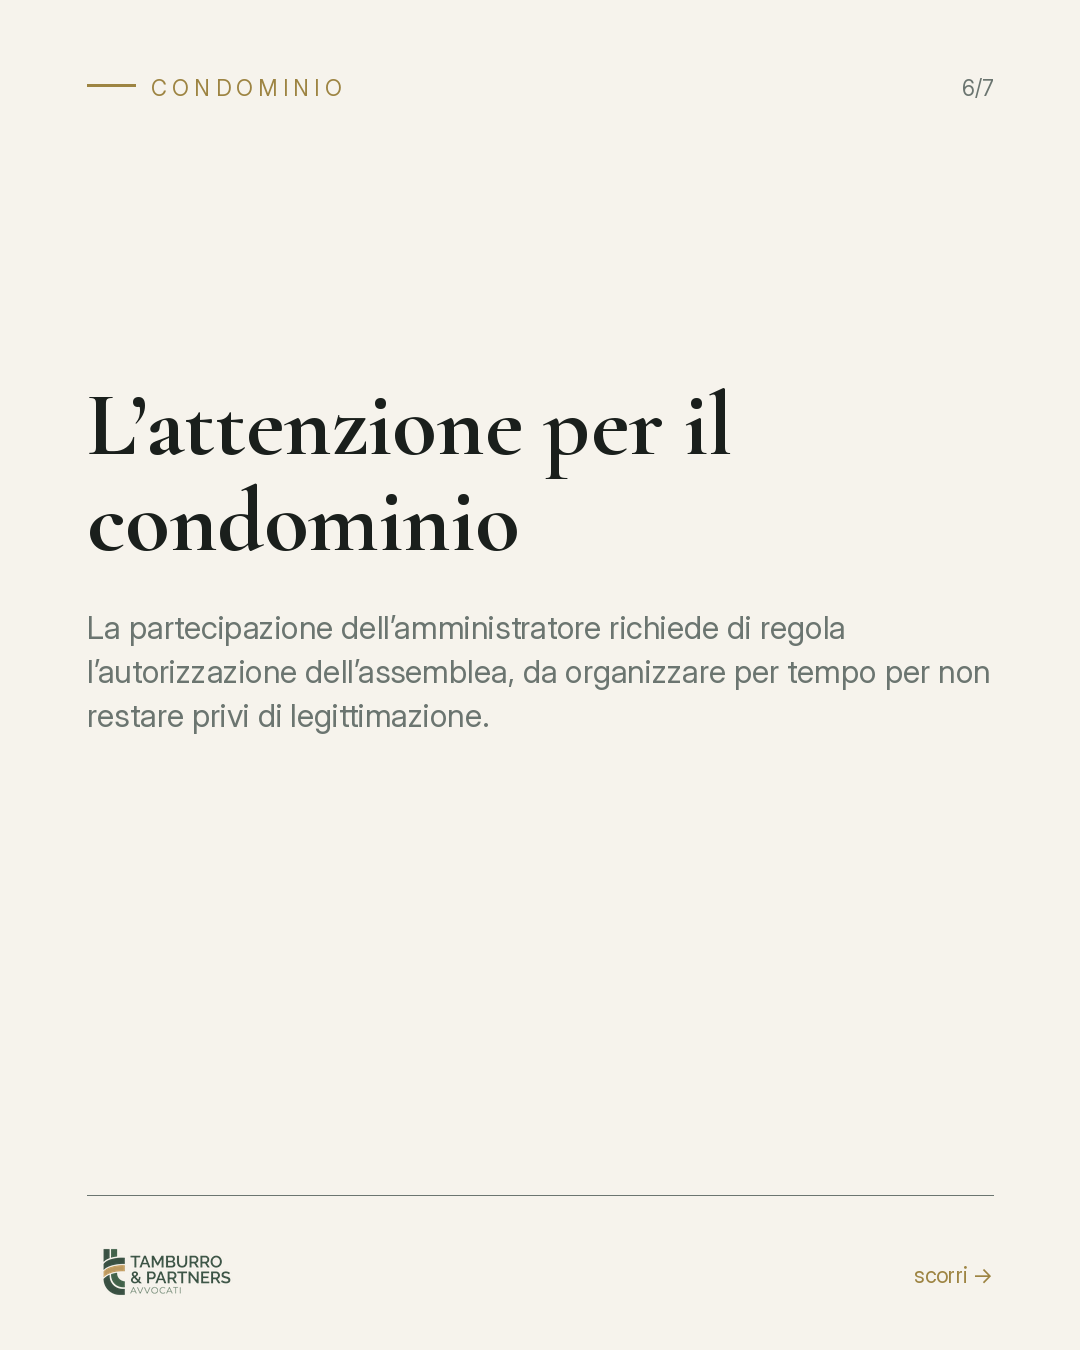 CONDOMINIO
6/7
L’attenzione per il
condominio
La partecipazione dell’amministratore richiede di regola
l’autorizzazione dell’assemblea, da organizzare per tempo per non
restare privi di legittimazione.
TAMBURRO
& PARTNERS
AVVOCATI
scorri →